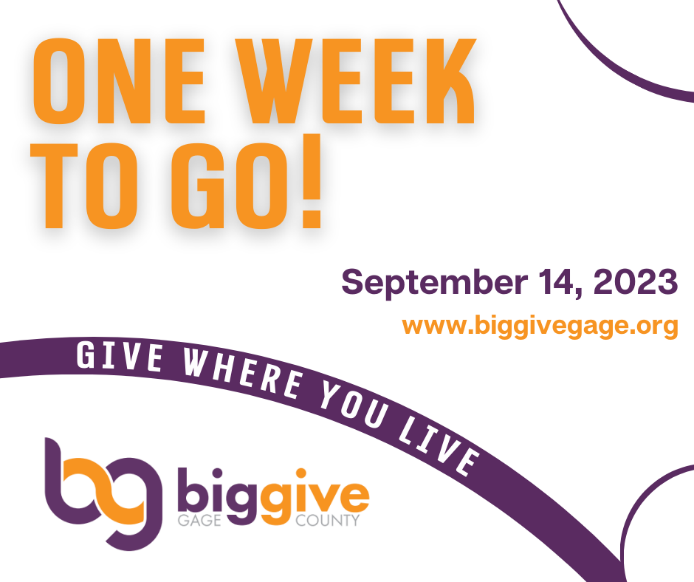 ONE WEEK
TO GO!
September 14, 2023
www.biggivegage.org
GIVE WHERE YOU LIVE
bg
biggive
GAGE COUNTY